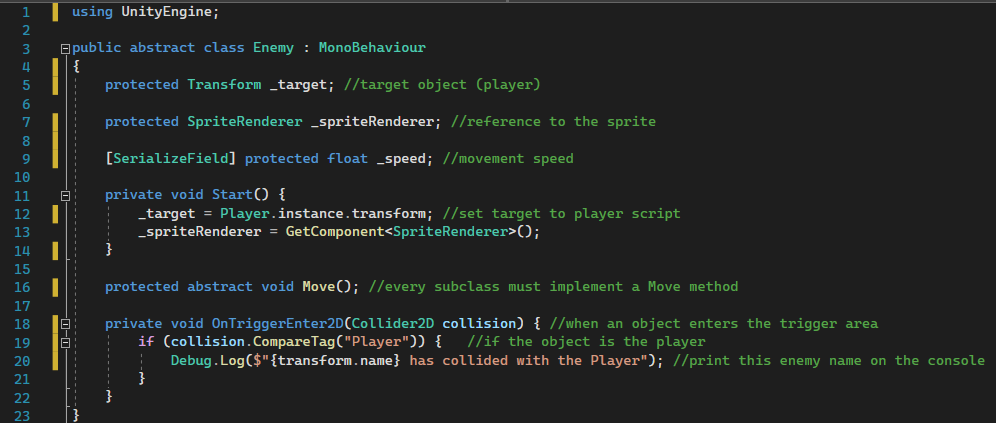 1 using UnityEngine;
2
3 public abstract class Enemy : MonoBehaviour
4 {
5 protected Transform _target; //target object (player)
6
7 protected SpriteRenderer _spriteRenderer; //reference to the sprite
8
9 [SerializeField] protected float _speed; //movement speed
10
11 private void Start() {
12 _target = Player.instance.transform; //set target to player script
13 _spriteRenderer = GetComponent<SpriteRenderer>();
14 }
15
16 protected abstract void Move(); //every subclass must implement a Move method
17
18 private void OnTriggerEnter2D(Collider2D collision) { //when an object enters the trigger area
19 if (collision.CompareTag("Player")) { //if the object is the player
20 Debug.Log($"{transform.name} has collided with the Player"); //print this enemy name on the console
21 }
22 }
23 }